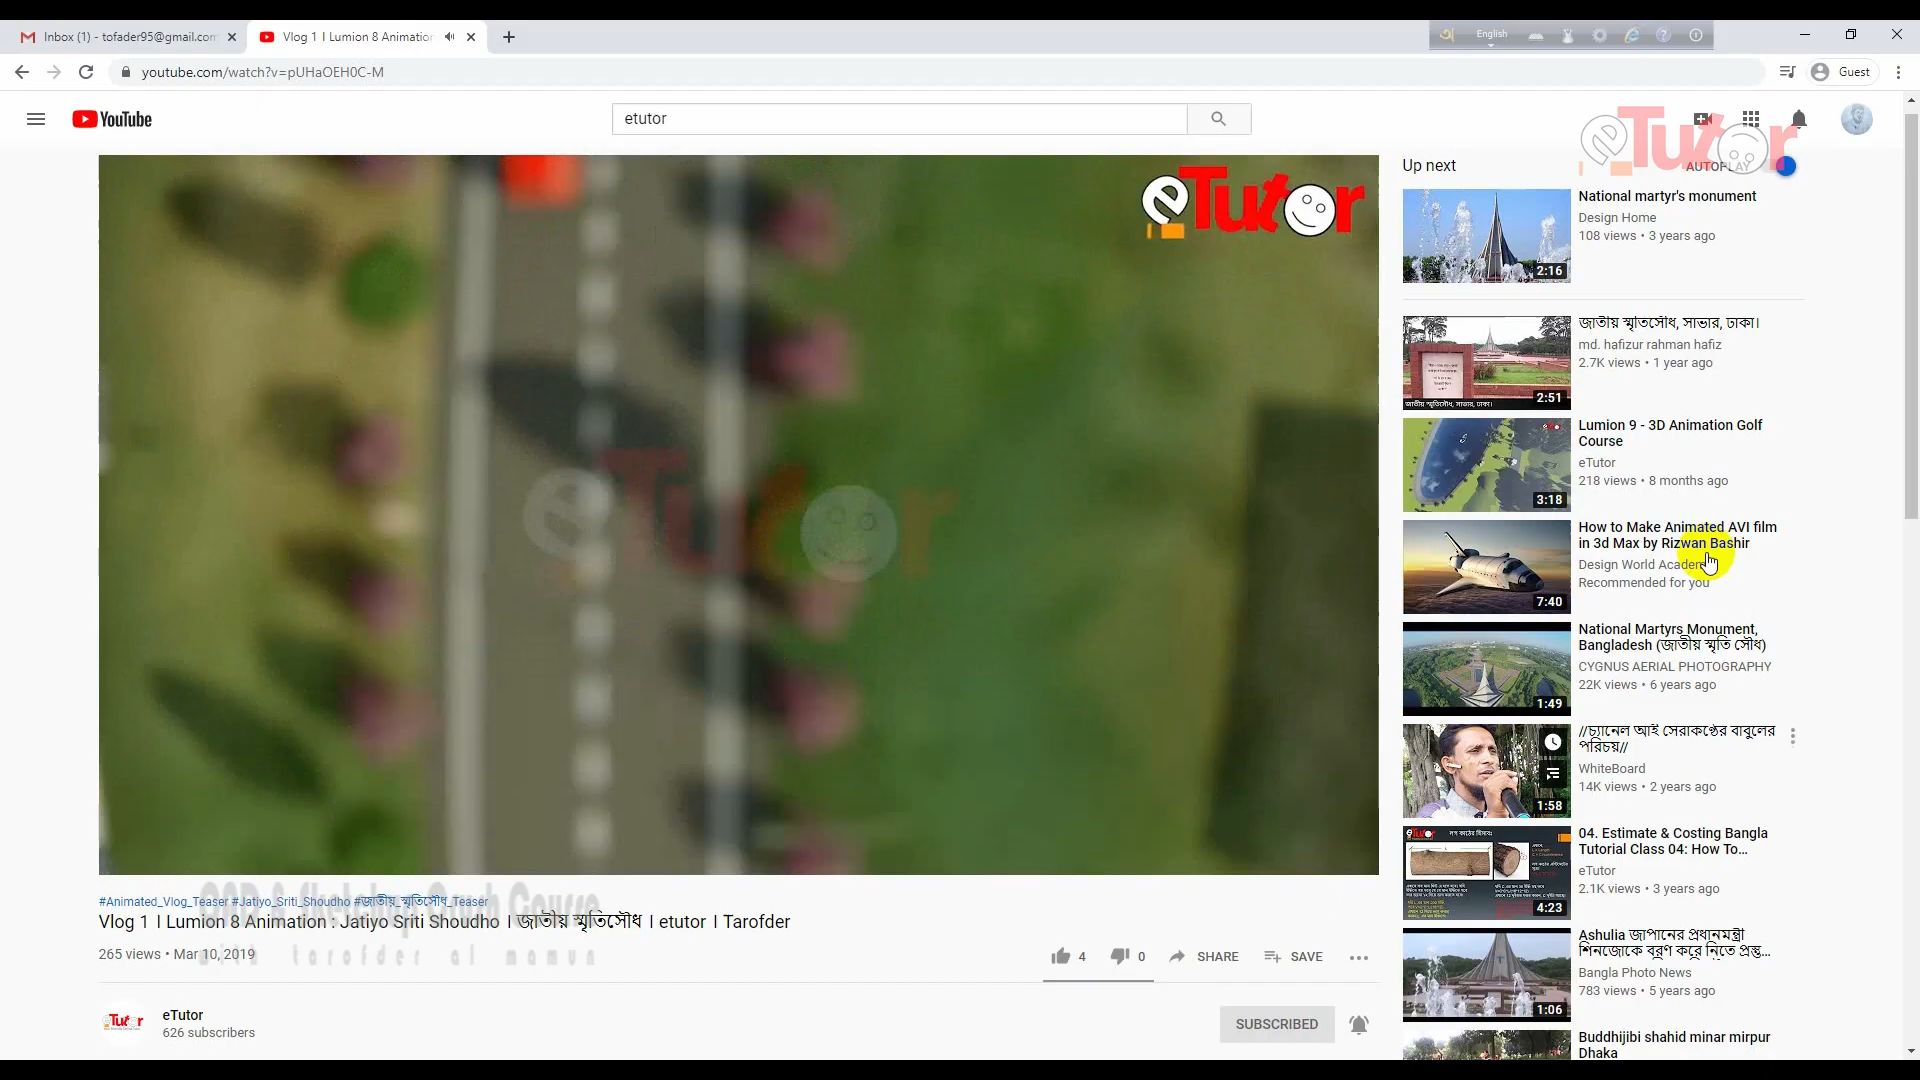 Inbox (1) - tofader95@gmail.com
Vlog 1 । Lumion 8 Animation
English
youtube.com/watch?v=pUHaOEH0C-M
Guest
YouTube
etutor
eTutor
eTutor
eTutor
Up next
AUTOPLAY
National martyr's monument
Design Home
108 views • 3 years ago
2:16
জাতীয় স্মৃতিসৌধ, সাভার, ঢাকা।
md. hafizur rahman hafiz
2.7K views • 1 year ago
জাতীয় স্মৃতিসৌধ, সাভার, ঢাকা।
2:51
Lumion 9 - 3D Animation Golf
Course
eTutor
218 views • 8 months ago
3:18
How to Make Animated AVI film
in 3d Max by Rizwan Bashir
Design World Academ
Recommended for you
7:40
National Martyrs Monument,
Bangladesh (জাতীয় স্মৃতি সৌধ)
CYGNUS AERIAL PHOTOGRAPHY
22K views • 6 years ago
1:49
//চ্যানেল আই সেরাকণ্ঠের বাবুলের
পরিচয়//
WhiteBoard
14K views • 2 years ago
1:58
04. Estimate & Costing Bangla
Tutorial Class 04: How To...
eTutor
2.1K views • 3 years ago
4:23
Ashulia জাপানের প্রধানমন্ত্রী
শিনজোকে বরণ করে নিতে প্রস্তু...
Bangla Photo News
783 views • 5 years ago
1:06
Buddhijibi shahid minar mirpur
Dhaka
#Animated_Vlog_Teaser #Jatiyo_Sriti_Shoudho #জাতীয়_স্মৃতিসৌধ_Teaser
Vlog 1 । Lumion 8 Animation : Jatiyo Sriti Shoudho । জাতীয় স্মৃতিসৌধ । etutor । Tarofder
265 views • Mar 10, 2019
with tarofder al mamun
4
0
SHARE
SAVE
eTutor
eTutor
626 subscribers
SUBSCRIBED